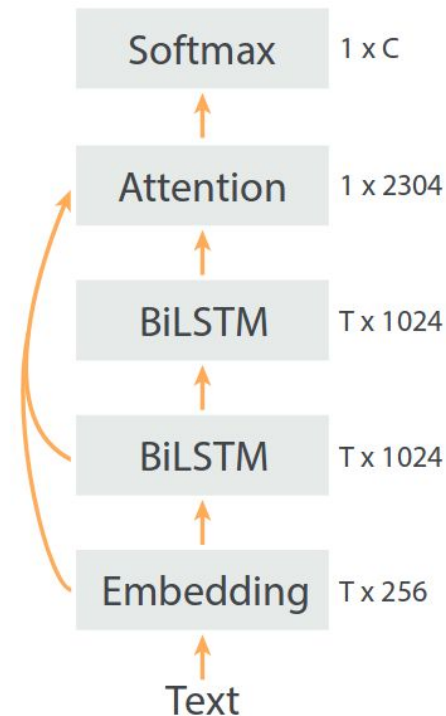 Softmax 1 x C
Attention 1 x 2304
BiLSTM T x 1024
BiLSTM T x 1024
Embedding T x 256
Text